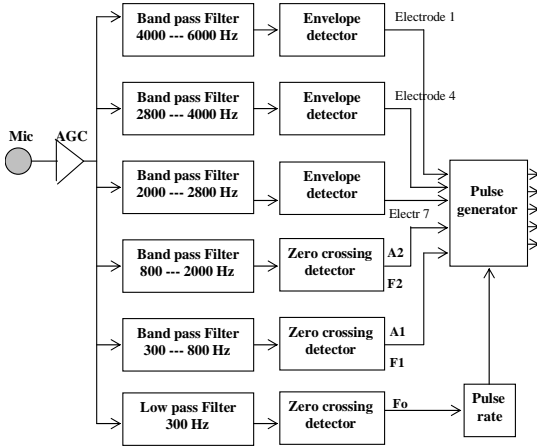 Band pass Filter
4000 --- 6000 Hz
Envelope
detector
Electrode 1
Band pass Filter
2800 --- 4000 Hz
Envelope
detector
Electrode 4
Mic
AGC
Band pass Filter
2000 --- 2800 Hz
Envelope
detector
Electr 7
Pulse
generator
Band pass Filter
800 --- 2000 Hz
Zero crossing
detector
A2
F2
Band pass Filter
300 --- 800 Hz
Zero crossing
detector
A1
F1
Low pass Filter
300 Hz
Zero crossing
detector
Fo
Pulse
rate